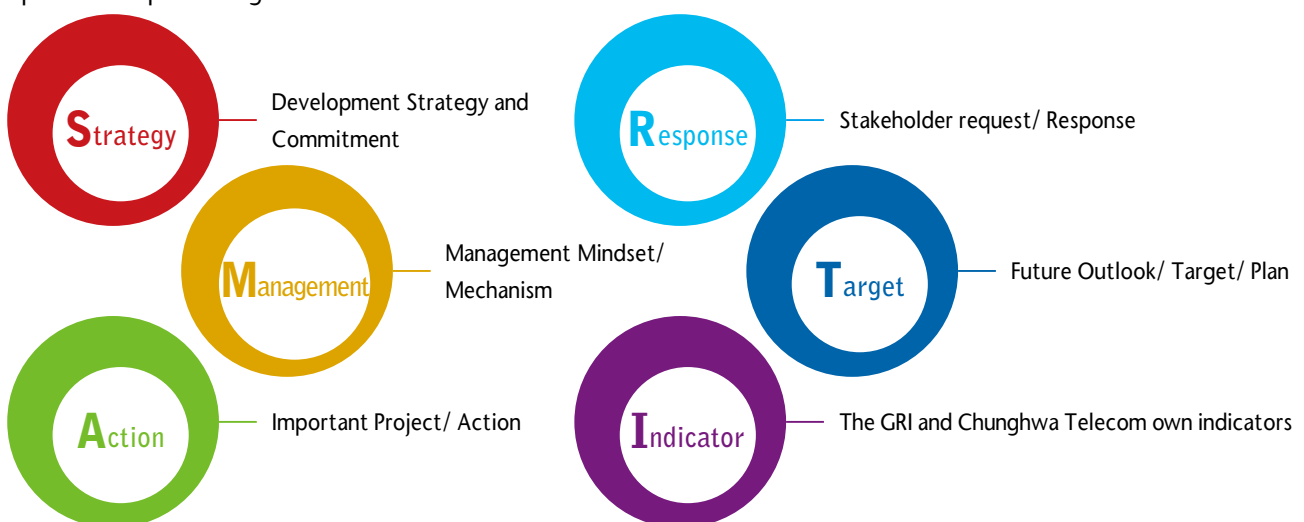 Strategy
Development Strategy and
Commitment
Management
Management Mindset/
Mechanism
Action
Important Project/ Action
Response
Stakeholder request/ Response
Target
Future Outlook/ Target/ Plan
Indicator
The GRI and Chunghwa Telecom own indicators